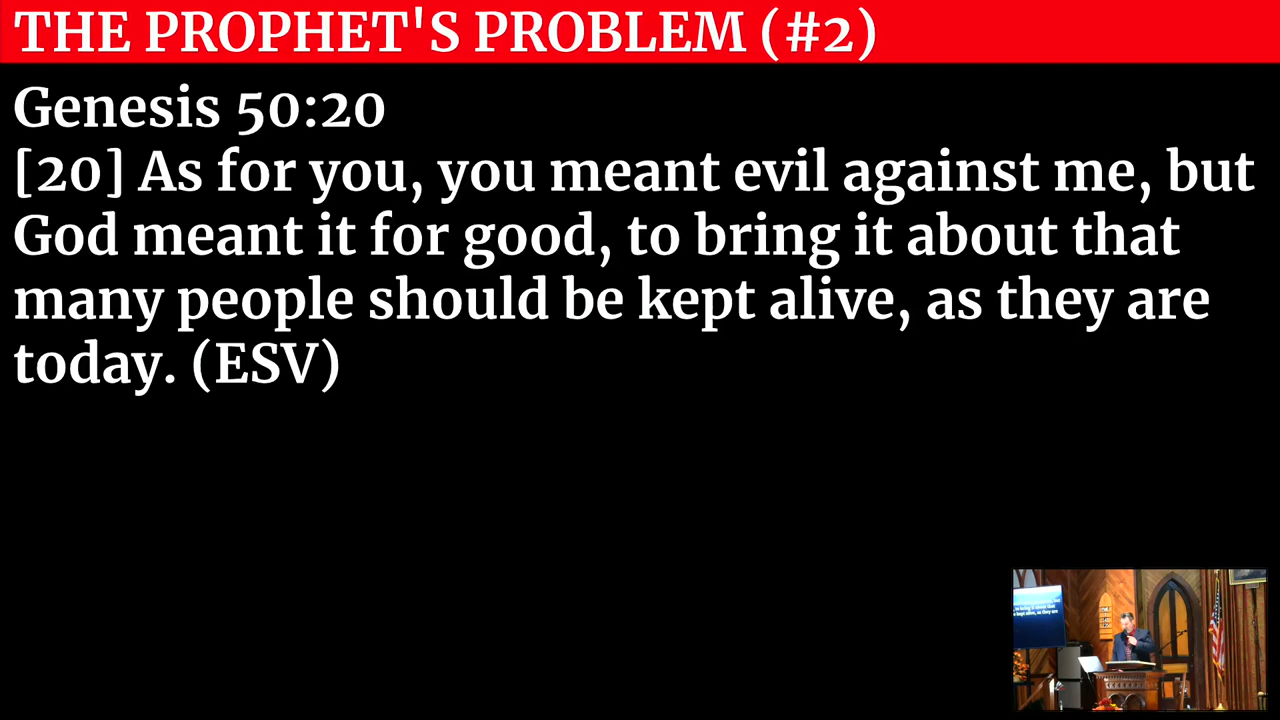 THE PROPHET'S PROBLEM (#2)
Genesis 50:20
[20] As for you, you meant evil against me, but
God meant it for good, to bring it about that
many people should be kept alive, as they are
today. (ESV)